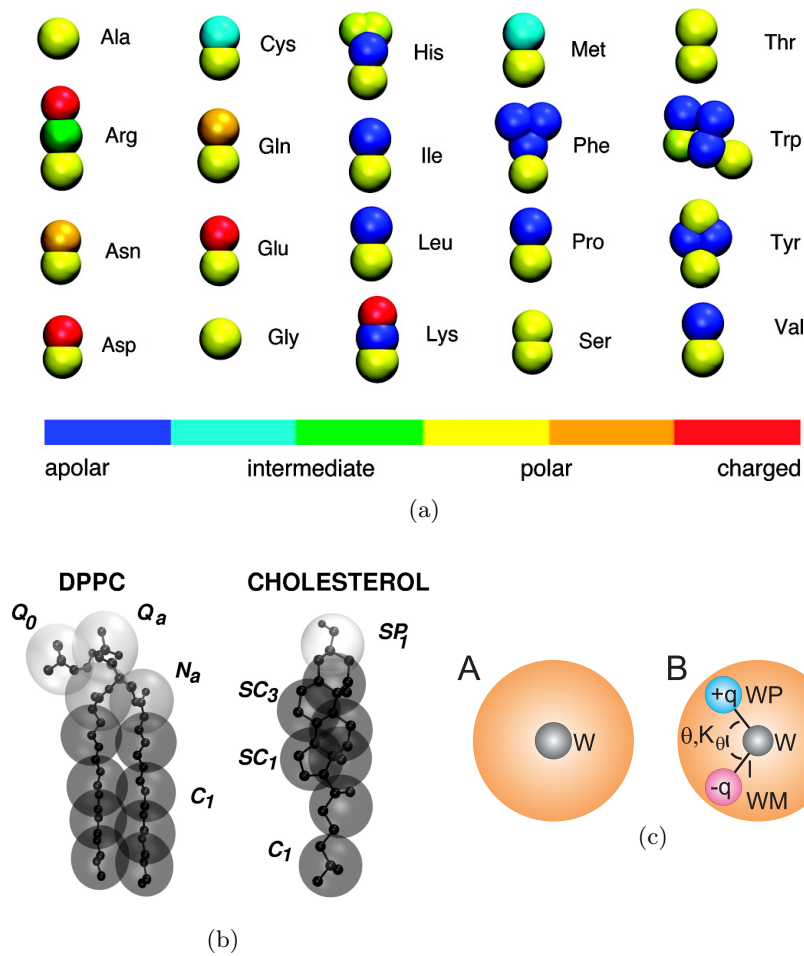 Ala Cys His Met Thr
Arg Gln Ile Phe Trp
Asn Glu Leu Pro Tyr
Asp Gly Lys Ser Val
apolar intermediate polar charged
(a)
DPPC CHOLESTEROL
Q0 Qa SP1
Na
SC3
SC1
C1
C1
A B
+q WP
W θ,Kθ W
l
-q WM
(b)
(c)